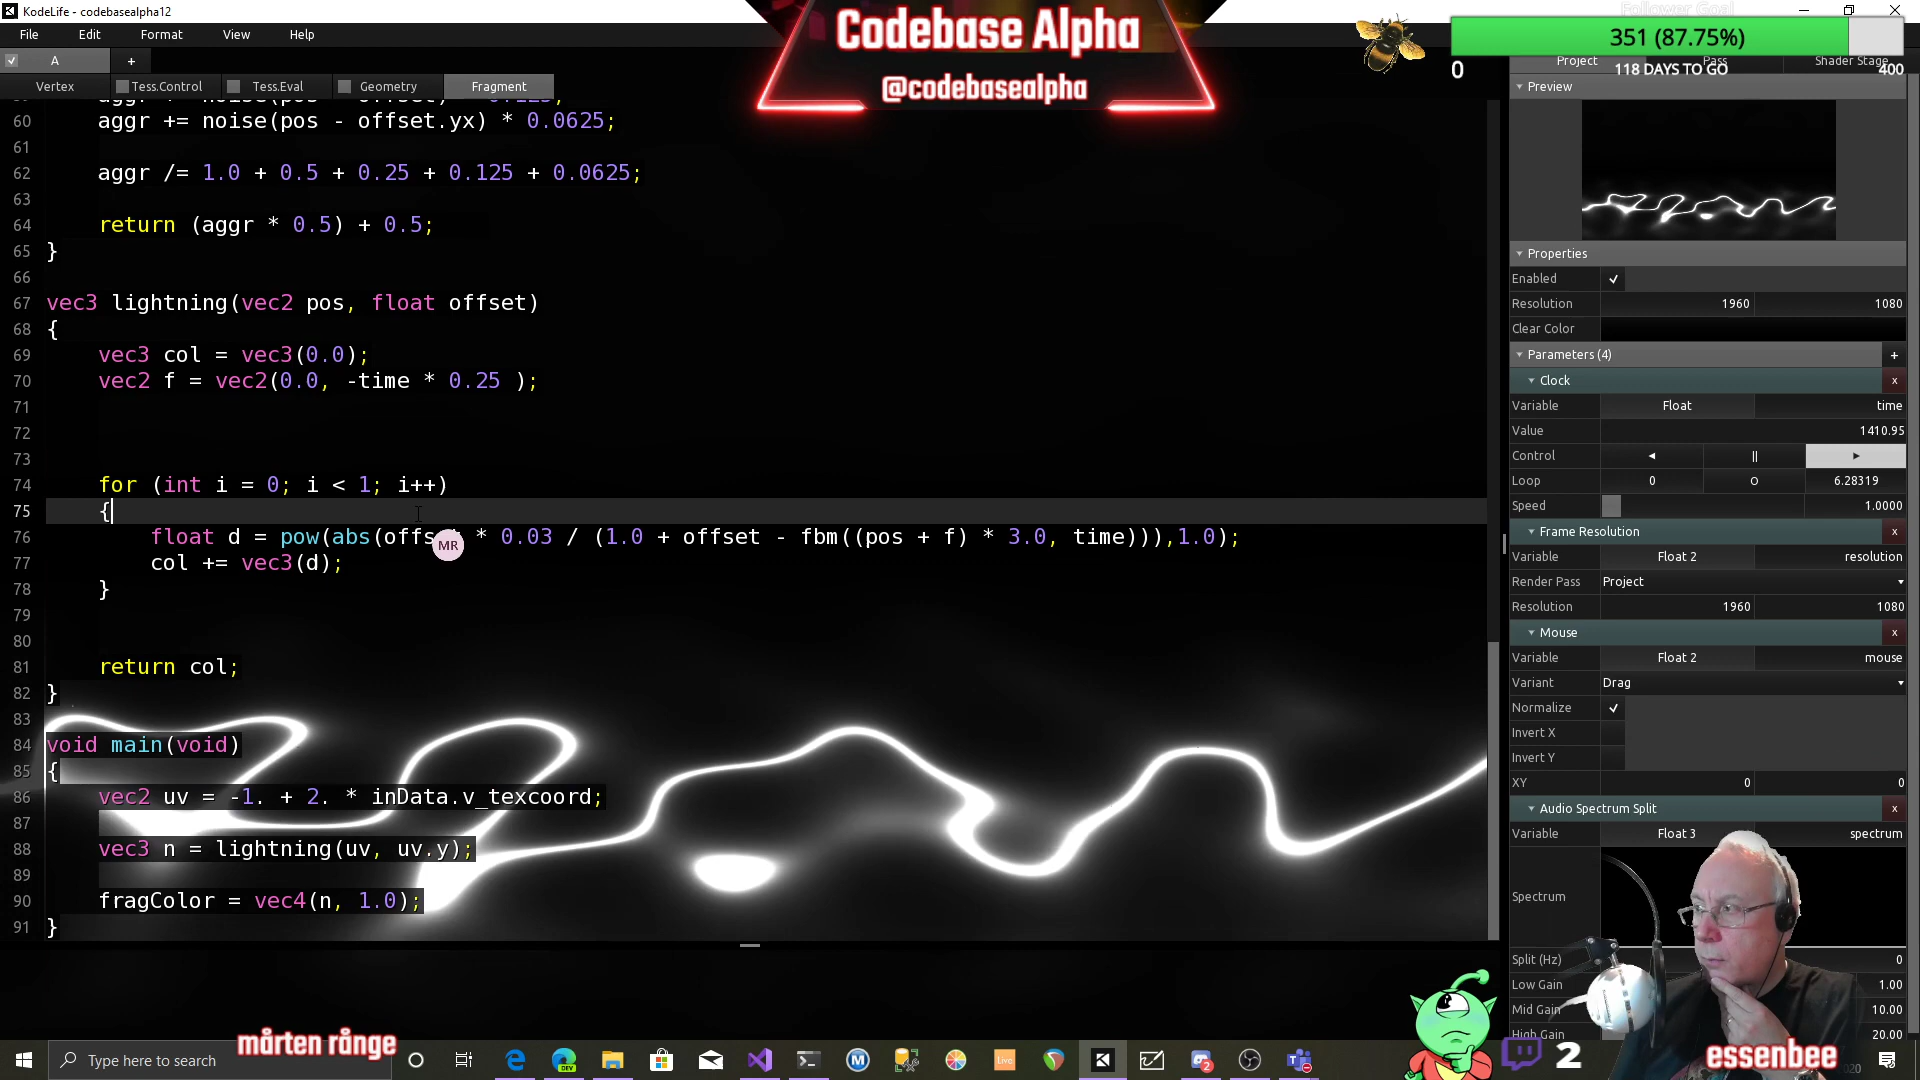 KodeLife - codebasealpha12
File Edit Format View Help
A +
Vertex Tess.Control Tess.Eval Geometry Fragment
Codebase Alpha
@codebasealpha
Follower Goal
351 (87.75%)
0 118 DAYS TO GO 400
Project Pass Shader Stage
60 aggr += noise(pos - offset.yx) * 0.0625;
61
62 aggr /= 1.0 + 0.5 + 0.25 + 0.125 + 0.0625;
63
64 return (aggr * 0.5) + 0.5;
65 }
66
67 vec3 lightning(vec2 pos, float offset)
68 {
69 vec3 col = vec3(0.0);
70 vec2 f = vec2(0.0, -time * 0.25 );
71
72
73
74 for (int i = 0; i < 1; i++)
75 {
76 float d = pow(abs(offs * 0.03 / (1.0 + offset - fbm((pos + f) * 3.0, time))),1.0);
MR
77 col += vec3(d);
78 }
79
80
81 return col;
82 }
83
84 void main(void)
85 {
86 vec2 uv = -1. + 2. * inData.v_texcoord;
87
88 vec3 n = lightning(uv, uv.y);
89
90 fragColor = vec4(n, 1.0);
91 }
Preview
Properties
Enabled
Resolution 1960 1080
Clear Color
Parameters (4) +
Clock x
Variable Float time
Value 1410.95
Control
Loop 0 O 6.28319
Speed 1.0000
Frame Resolution
Variable Float 2 resolution
Render Pass Project
Resolution 1960 1080
Mouse x
Variable Float 2 mouse
Variant Drag
Normalize
Invert X
Invert Y
XY 0 0
Audio Spectrum Split x
Variable Float 3 spectrum
Spectrum
Split (Hz) 0
Low Gain 1.00
Mid Gain 10.00
High Gain 20.00
mårten rånge
Type here to search
DEV
live
2
2
essenbee